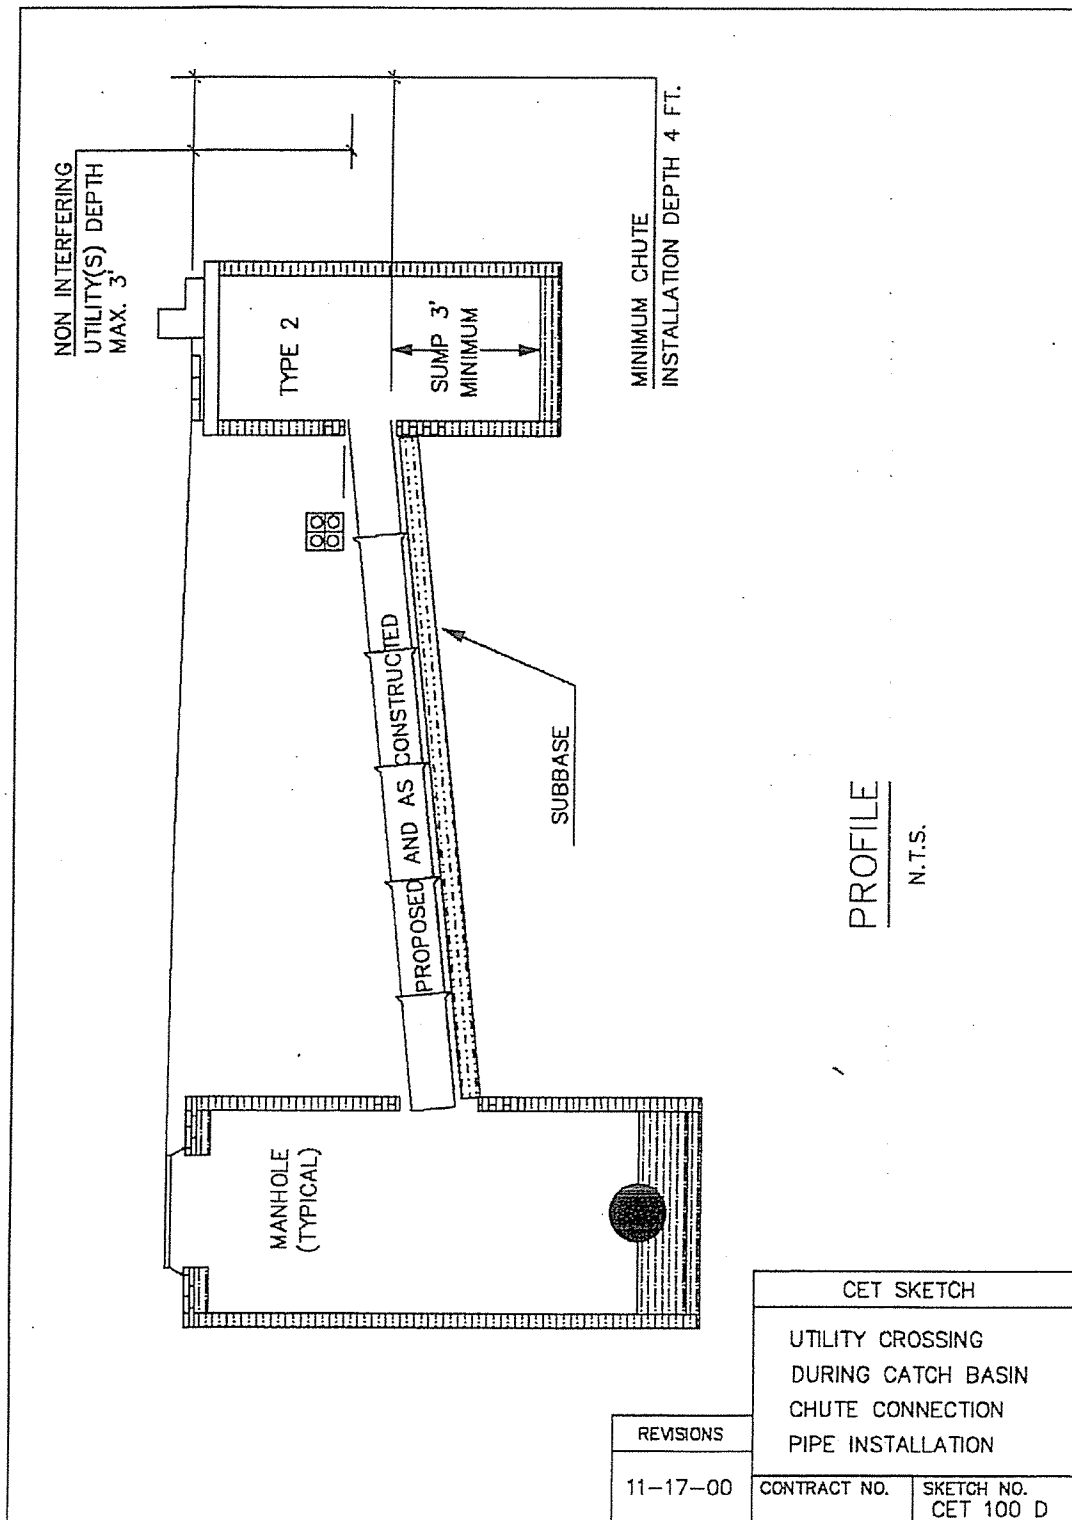 NON INTERFERING
UTILITY(S) DEPTH
MAX. 3'
TYPE 2
SUMP 3'
MINIMUM
MINIMUM CHUTE
INSTALLATION DEPTH 4 FT.
PROPOSED AND AS CONSTRUCTED
SUBBASE
MANHOLE
(TYPICAL)
PROFILE
N.T.S.
CET SKETCH
UTILITY CROSSING
DURING CATCH BASIN
CHUTE CONNECTION
PIPE INSTALLATION
REVISIONS
11-17-00
CONTRACT NO.
SKETCH NO.
CET 100 D